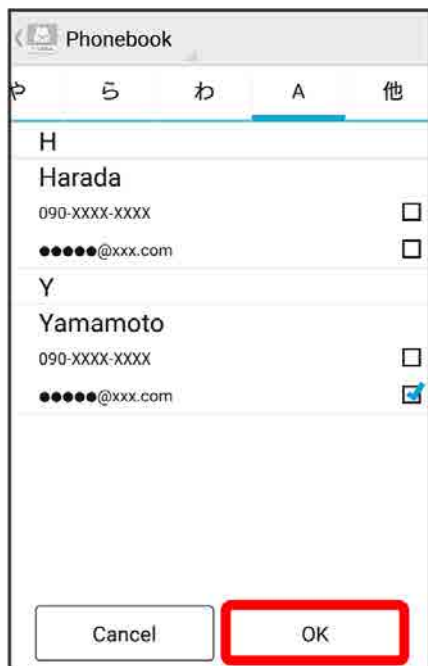 Phonebook
や ら わ A 他
H
Harada
090-XXXX-XXXX
●●●●●@xxx.com
Y
Yamamoto
090-XXXX-XXXX
●●●●●@xxx.com
Cancel OK